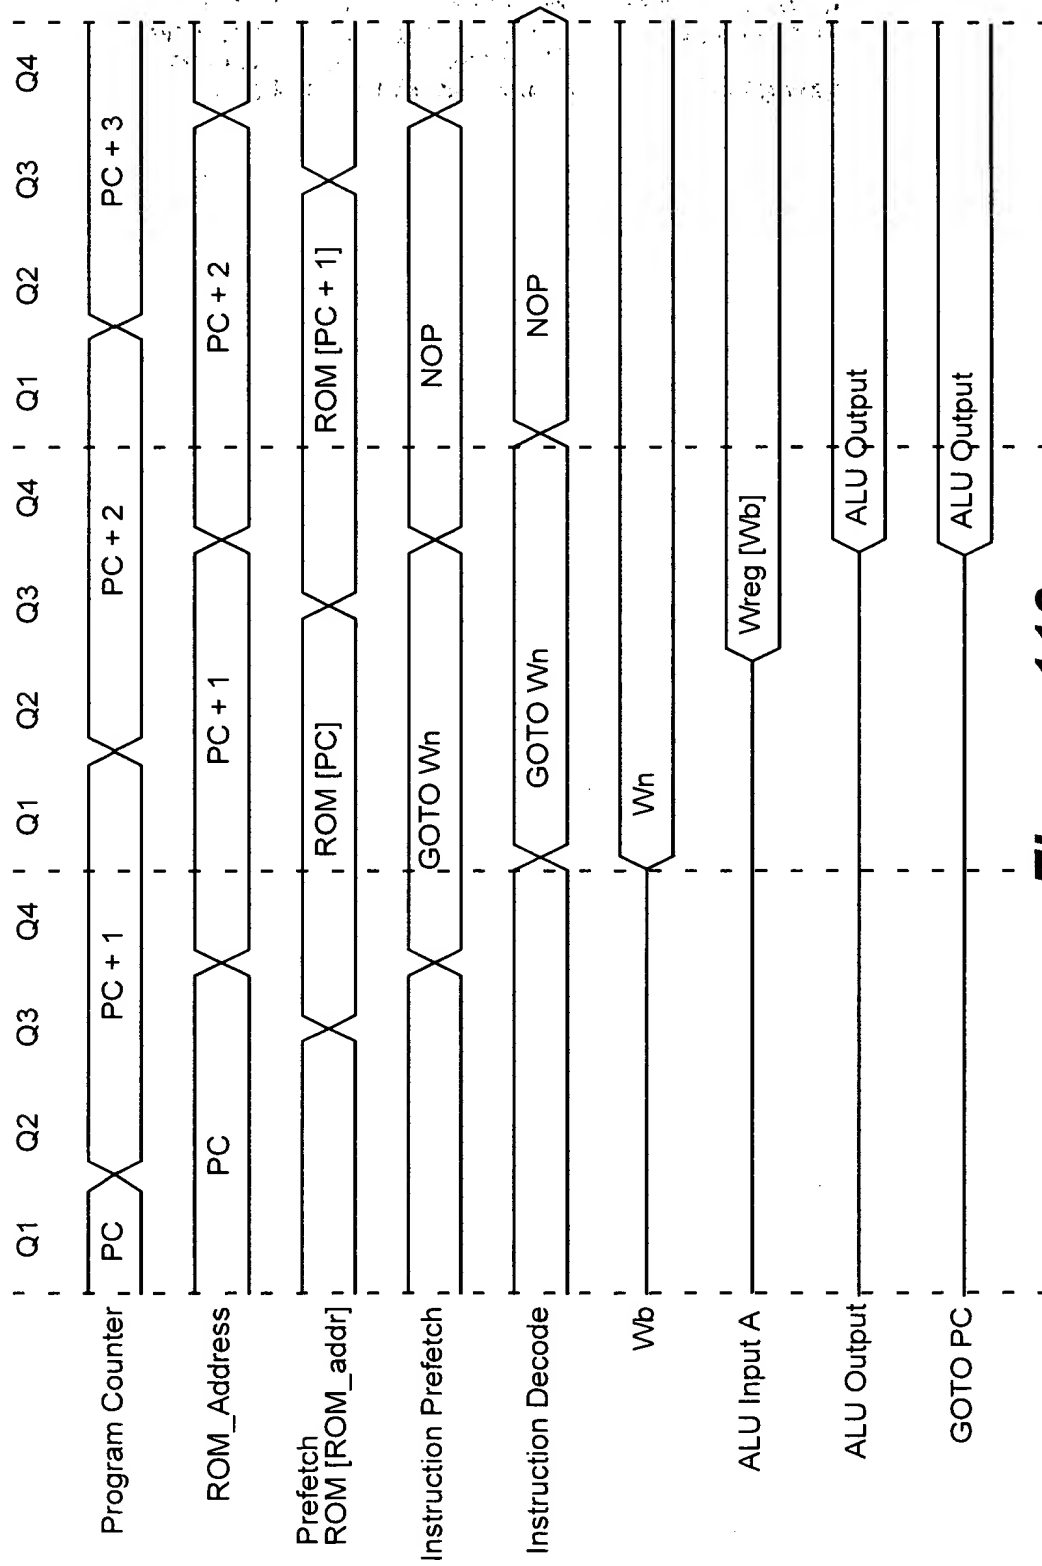 Q1 Q2 Q3 Q4 Q1 Q2 Q3 Q4 Q1 Q2 Q3 Q4
Program Counter PC PC + 1 PC + 2 PC + 3
ROM_Address PC PC + 1 PC + 2
Prefetch
ROM [ROM_addr] ROM [PC] ROM [PC + 1]
Instruction Prefetch GOTO Wn NOP
Instruction Decode GOTO Wn NOP
Wb Wn
ALU Input A Wreg [Wb]
ALU Output ALU Output
GOTO PC ALU Output